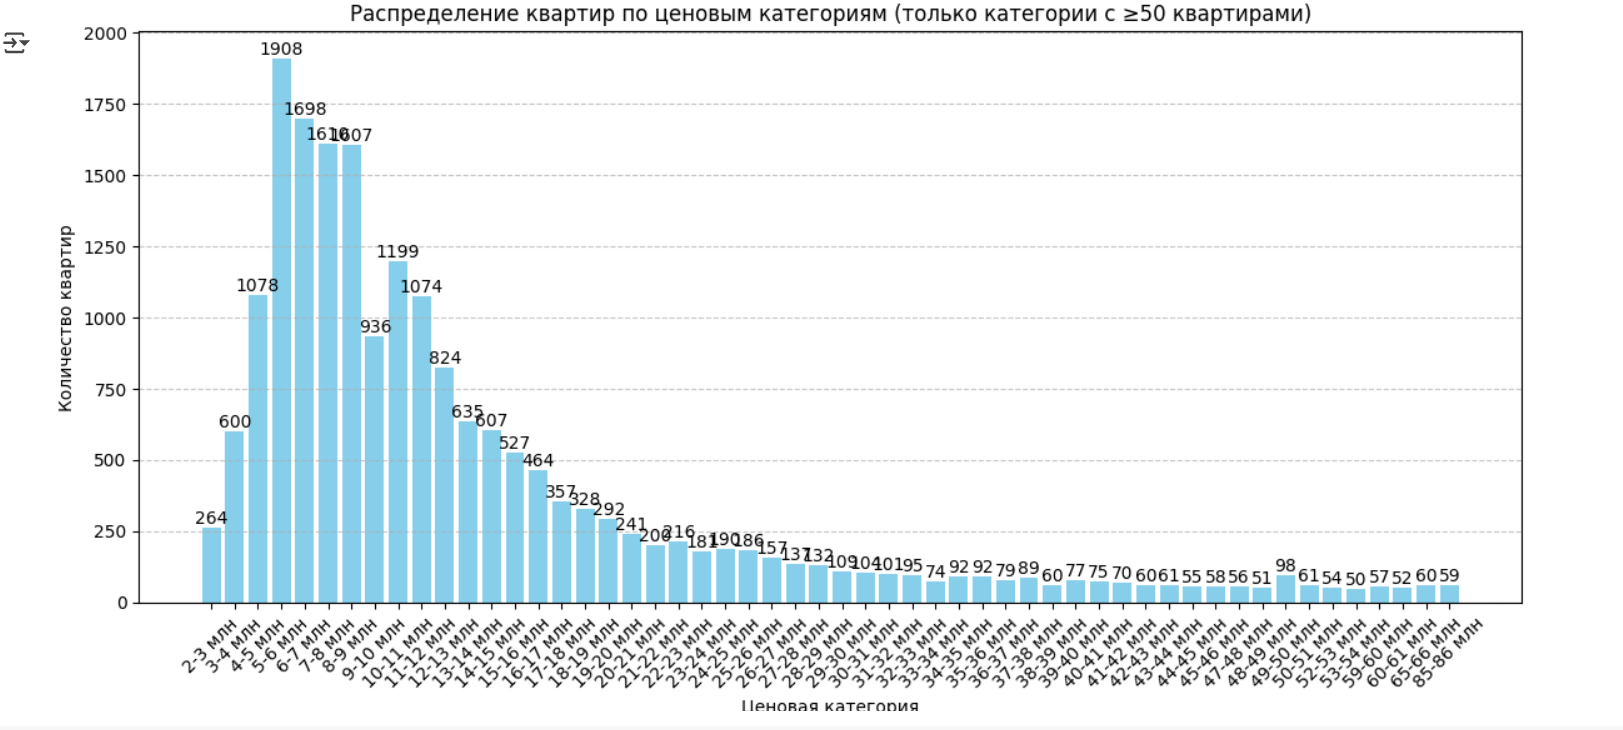 Распределение квартир по ценовым категориям (только категории с ≥50 квартирами)
Количество квартир
2000
1750
1500
1250
1000
750
500
250
0
264
600
1078
1908
1698
1607
936
1199
1074
824
635
607
527
464
357
328
292
241
200
216
181
190
186
157
137
132
109
104
101
95
74
92
92
79
89
60
77
75
70
60
61
55
58
56
51
98
61
54
50
57
52
60
59
2-3 млн
3-4 млн
4-5 млн
5-6 млн
6-7 млн
7-8 млн
8-9 млн
9-10 млн
10-11 млн
11-12 млн
12-13 млн
13-14 млн
14-15 млн
15-16 млн
16-17 млн
17-18 млн
18-19 млн
19-20 млн
20-21 млн
21-22 млн
22-23 млн
23-24 млн
24-25 млн
25-26 млн
26-27 млн
27-28 млн
28-29 млн
29-30 млн
30-31 млн
31-32 млн
32-33 млн
33-34 млн
34-35 млн
35-36 млн
36-37 млн
37-38 млн
38-39 млн
39-40 млн
40-41 млн
41-42 млн
42-43 млн
43-44 млн
44-45 млн
45-46 млн
47-48 млн
48-49 млн
49-50 млн
50-51 млн
52-53 млн
53-54 млн
59-60 млн
60-61 млн
65-66 млн
85-86 млн
Ценовая категория